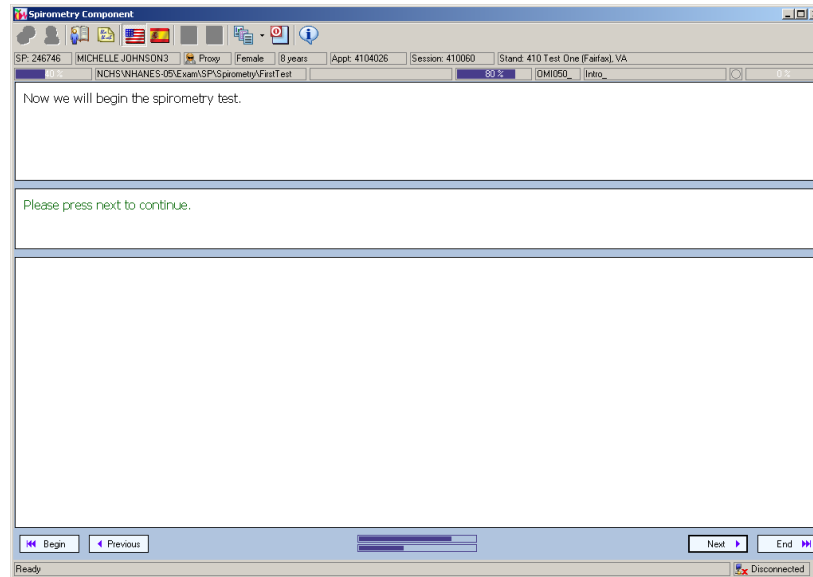 Spirometry Component
SP: 246746 MICHELLE JOHNSON3 Proxy Female 8 years Appt: 4104026 Session: 410060 Stand: 410 Test One (Fairfax), VA
40 % NCHS\NHANES-05\Exam\SP\Spirometry\FirstTest 80 % OMI050_ Intro_ 0 %
Now we will begin the spirometry test.
Please press next to continue.
Begin Previous Next End
Ready Disconnected